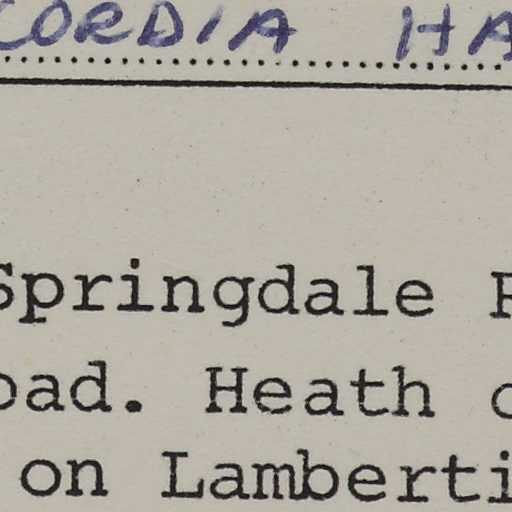 CORDIA HA
Springdale R
oad. Heath c
on Lamberti